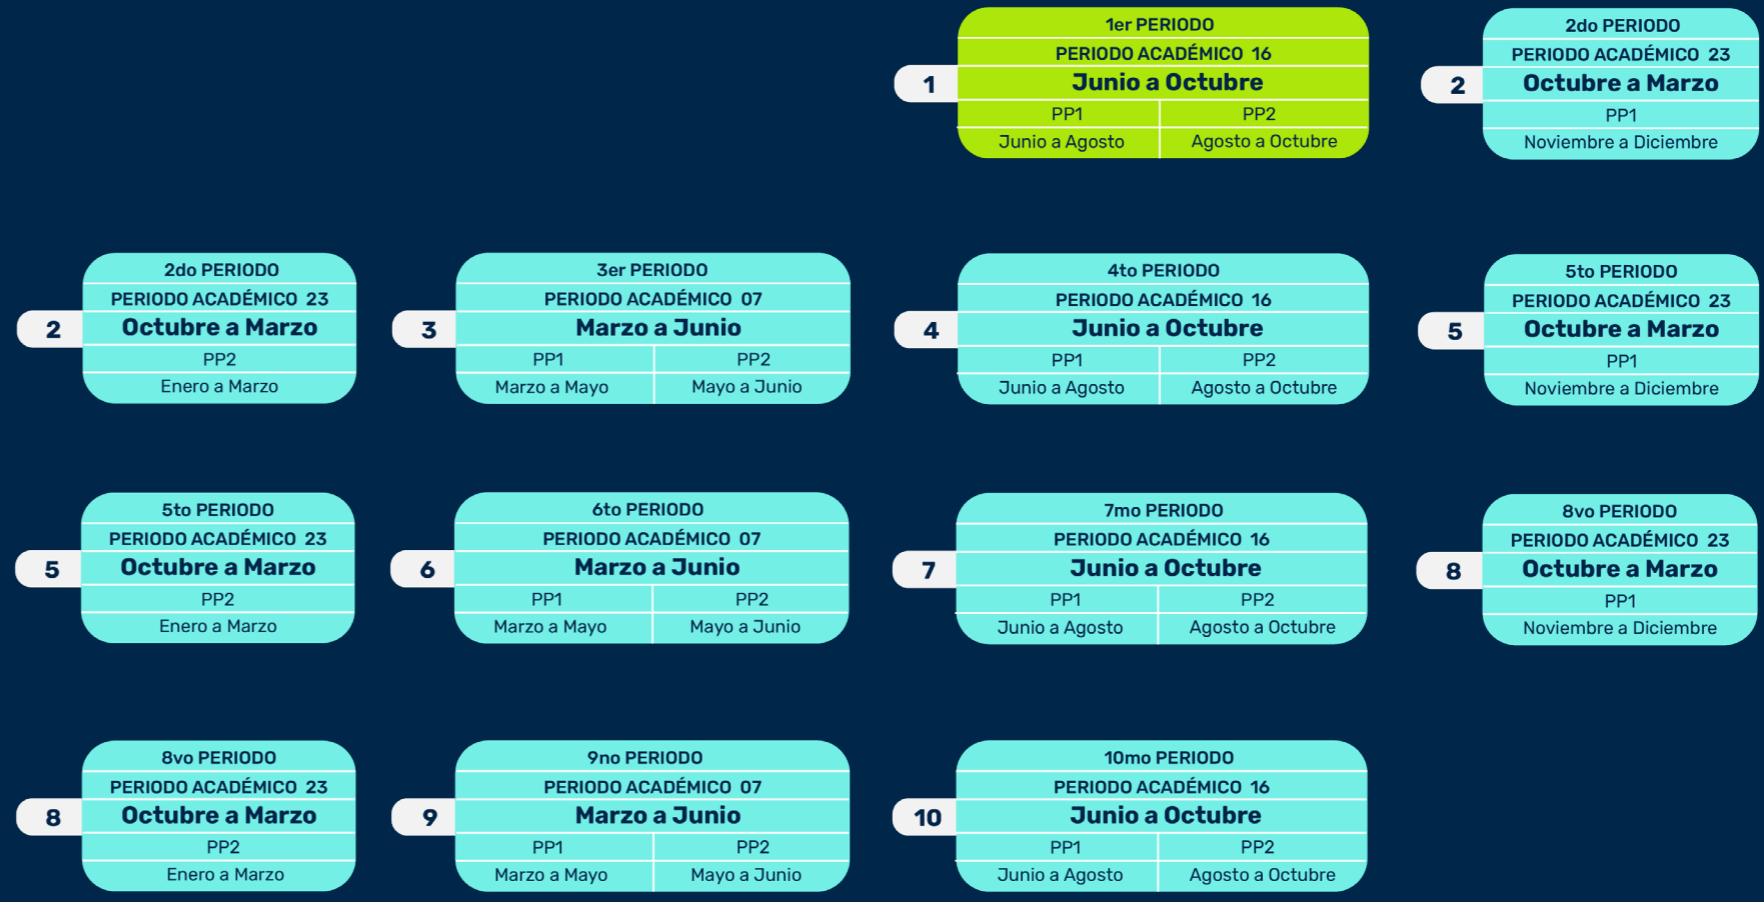 1
1er PERIODO
PERIODO ACADÉMICO 16
Junio a Octubre
PP1 PP2
Junio a Agosto Agosto a Octubre
2
2do PERIODO
PERIODO ACADÉMICO 23
Octubre a Marzo
PP1
Noviembre a Diciembre
2
2do PERIODO
PERIODO ACADÉMICO 23
Octubre a Marzo
PP2
Enero a Marzo
3
3er PERIODO
PERIODO ACADÉMICO 07
Marzo a Junio
PP1 PP2
Marzo a Mayo Mayo a Junio
4
4to PERIODO
PERIODO ACADÉMICO 16
Junio a Octubre
PP1 PP2
Junio a Agosto Agosto a Octubre
5
5to PERIODO
PERIODO ACADÉMICO 23
Octubre a Marzo
PP1
Noviembre a Diciembre
5
5to PERIODO
PERIODO ACADÉMICO 23
Octubre a Marzo
PP2
Enero a Marzo
6
6to PERIODO
PERIODO ACADÉMICO 07
Marzo a Junio
PP1 PP2
Marzo a Mayo Mayo a Junio
7
7mo PERIODO
PERIODO ACADÉMICO 16
Junio a Octubre
PP1 PP2
Junio a Agosto Agosto a Octubre
8
8vo PERIODO
PERIODO ACADÉMICO 23
Octubre a Marzo
PP1
Noviembre a Diciembre
8
8vo PERIODO
PERIODO ACADÉMICO 23
Octubre a Marzo
PP2
Enero a Marzo
9
9no PERIODO
PERIODO ACADÉMICO 07
Marzo a Junio
PP1 PP2
Marzo a Mayo Mayo a Junio
10
10mo PERIODO
PERIODO ACADÉMICO 16
Junio a Octubre
PP1 PP2
Junio a Agosto Agosto a Octubre